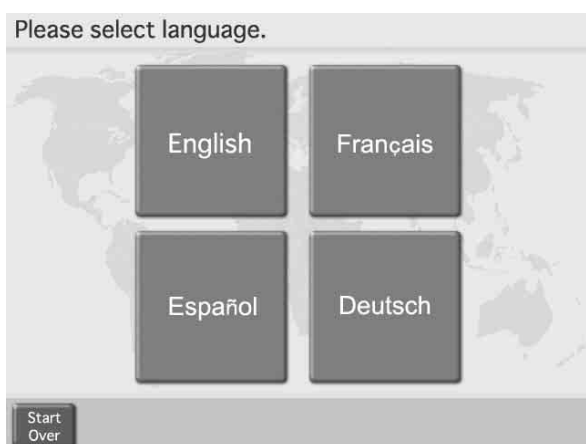 Please select language.
English
Français
Español
Deutsch
Start
Over